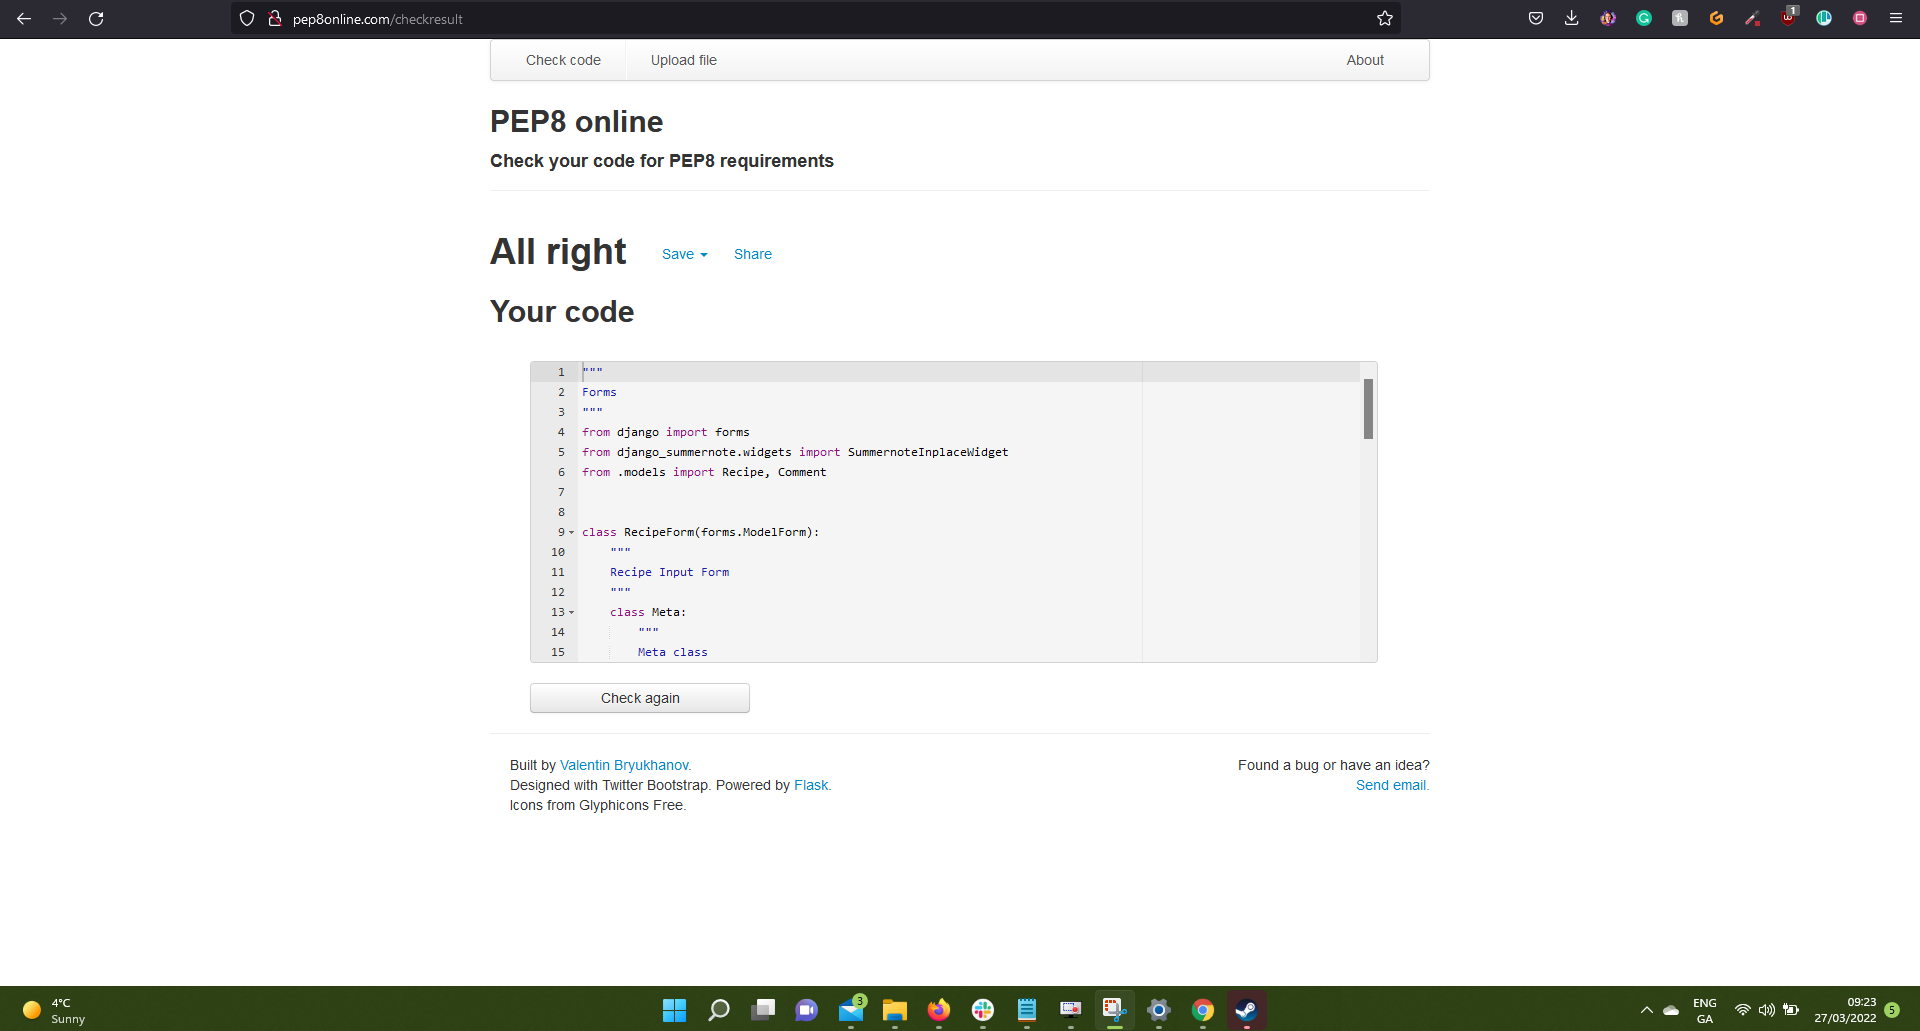 pep8online.com/checkresult
1
Check code
Upload file
About
PEP8 online
Check your code for PEP8 requirements
All right
Save
Share
Your code
1 """
2 Forms
3 """
4 from django import forms
5 from django_summernote.widgets import SummernoteInplaceWidget
6 from .models import Recipe, Comment
7
8
9 class RecipeForm(forms.ModelForm):
10 """
11 Recipe Input Form
12 """
13 class Meta:
14 """
15 Meta class
Check again
Built by Valentin Bryukhanov.
Designed with Twitter Bootstrap. Powered by Flask.
Icons from Glyphicons Free.
Found a bug or have an idea?
Send email.
4°C
Sunny
3
ENG
GA
09:23
27/03/2022
5